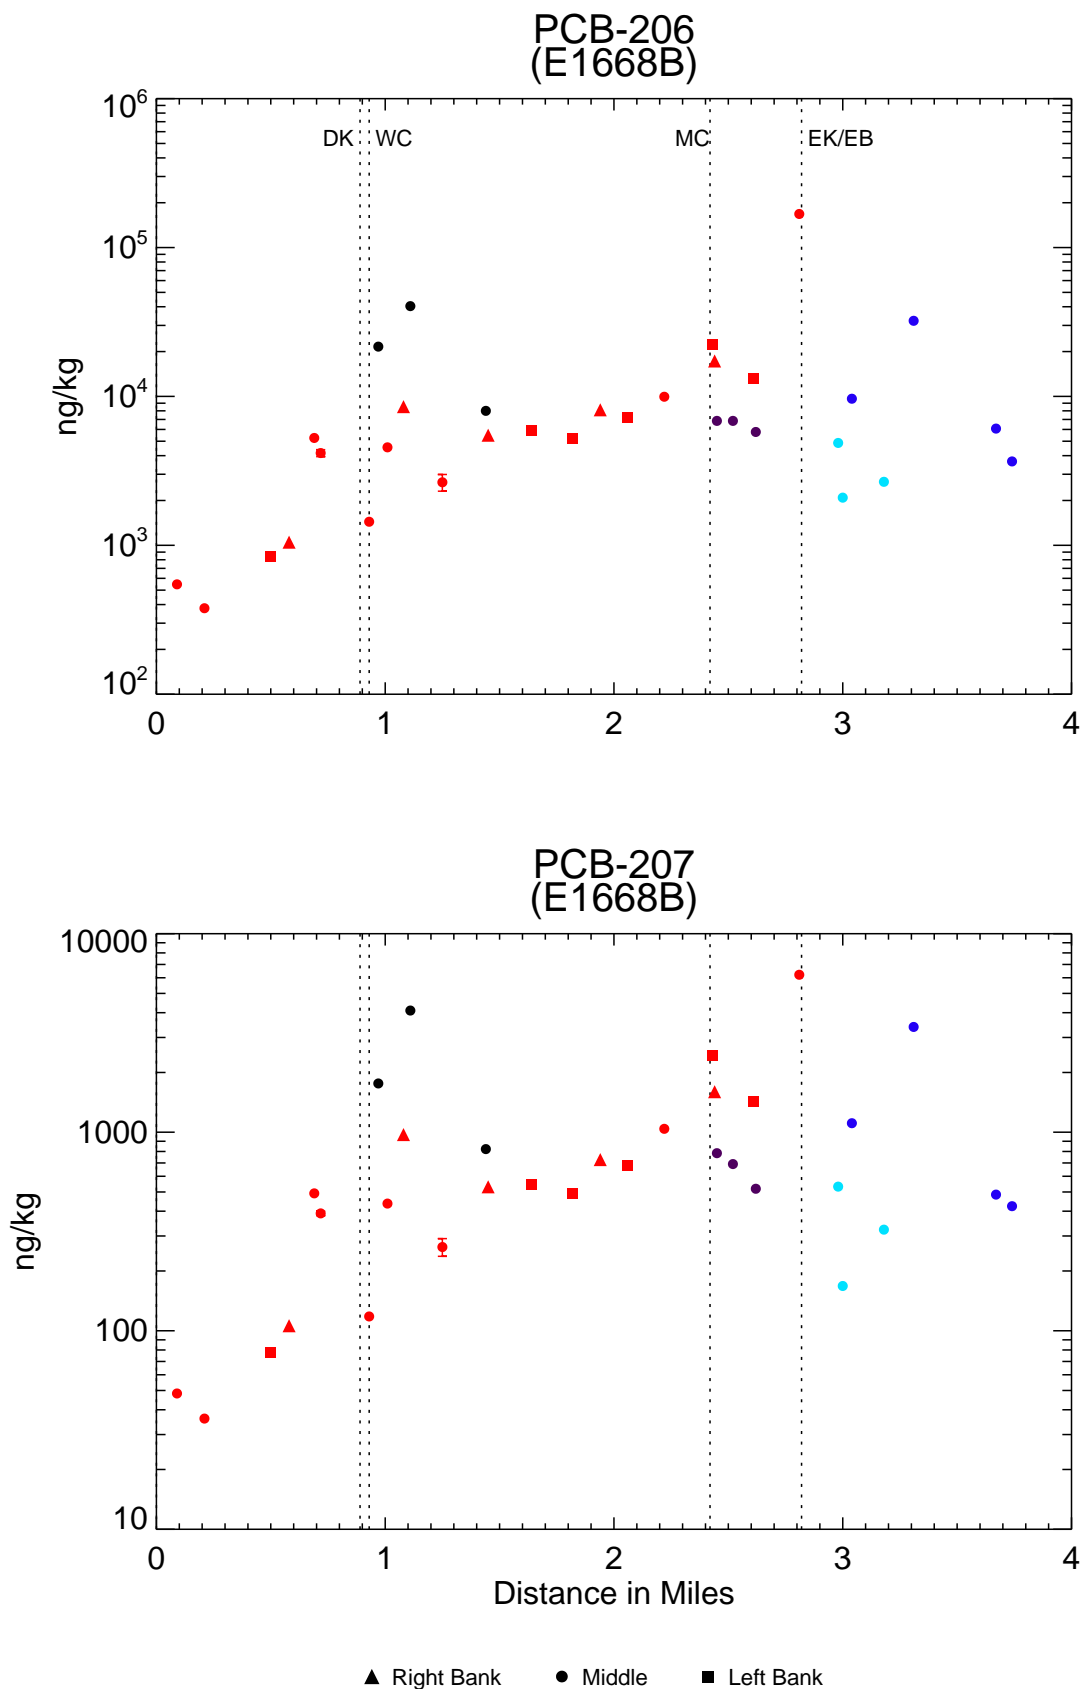 PCB-206
(E1668B)
10^6
DK WC MC EK/EB
10^5
10^4
ng/kg
10^3
10^2
0 1 2 3 4
PCB-207
(E1668B)
10000
1000
ng/kg
100
10
0 1 2 3 4
Distance in Miles
Right Bank Middle Left Bank